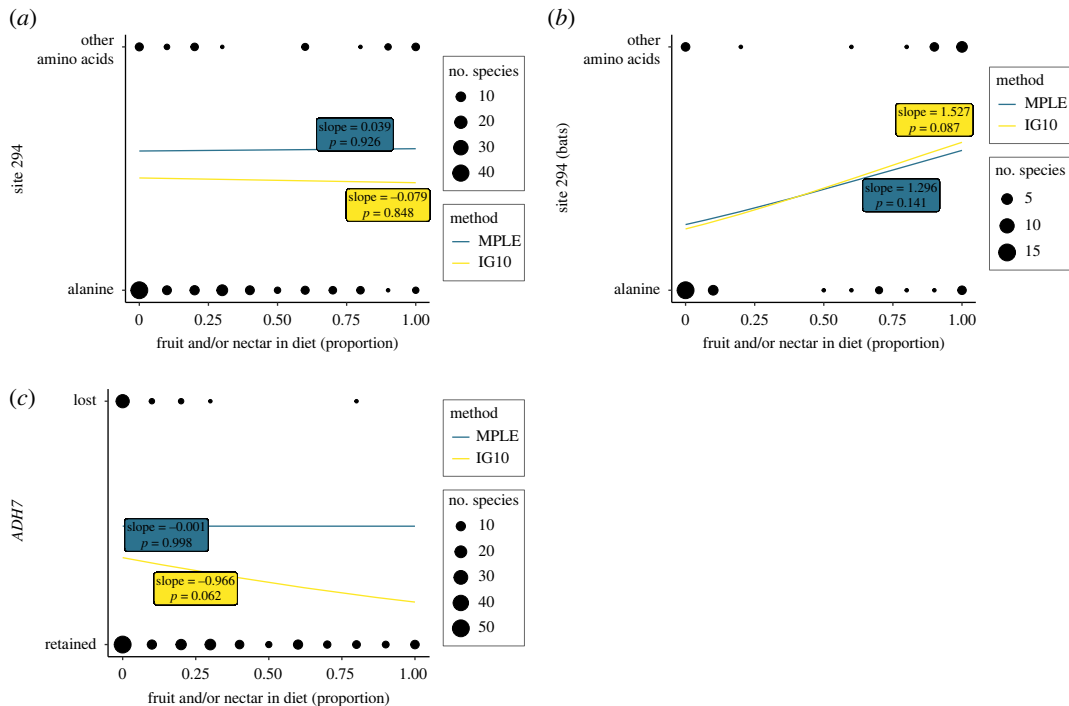 (a)
other
amino acids
site 294
alanine
slope = 0.039
p = 0.926
slope = –0.079
p = 0.848
0
0.25
0.50
0.75
1.00
fruit and/or nectar in diet (proportion)
no. species
10
20
30
40
method
MPLE
IG10
(b)
other
amino acids
site 294 (bats)
alanine
slope = 1.527
p = 0.087
slope = 1.296
p = 0.141
0
0.25
0.50
0.75
1.00
fruit and/or nectar in diet (proportion)
method
MPLE
IG10
no. species
5
10
15
(c)
lost
ADH7
retained
slope = –0.001
p = 0.998
slope = –0.966
p = 0.062
0
0.25
0.50
0.75
1.00
fruit and/or nectar in diet (proportion)
method
MPLE
IG10
no. species
10
20
30
40
50